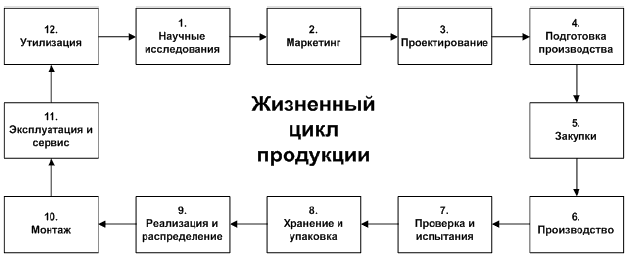 12.
Утилизация
1.
Научные
исследования
2.
Маркетинг
3.
Проектирование
4.
Подготовка
производства
11.
Эксплуатация и
сервис
Жизненный
цикл
продукции
5.
Закупки
10.
Монтаж
9.
Реализация и
распределение
8.
Хранение и
упаковка
7.
Проверка и
испытания
6.
Производство